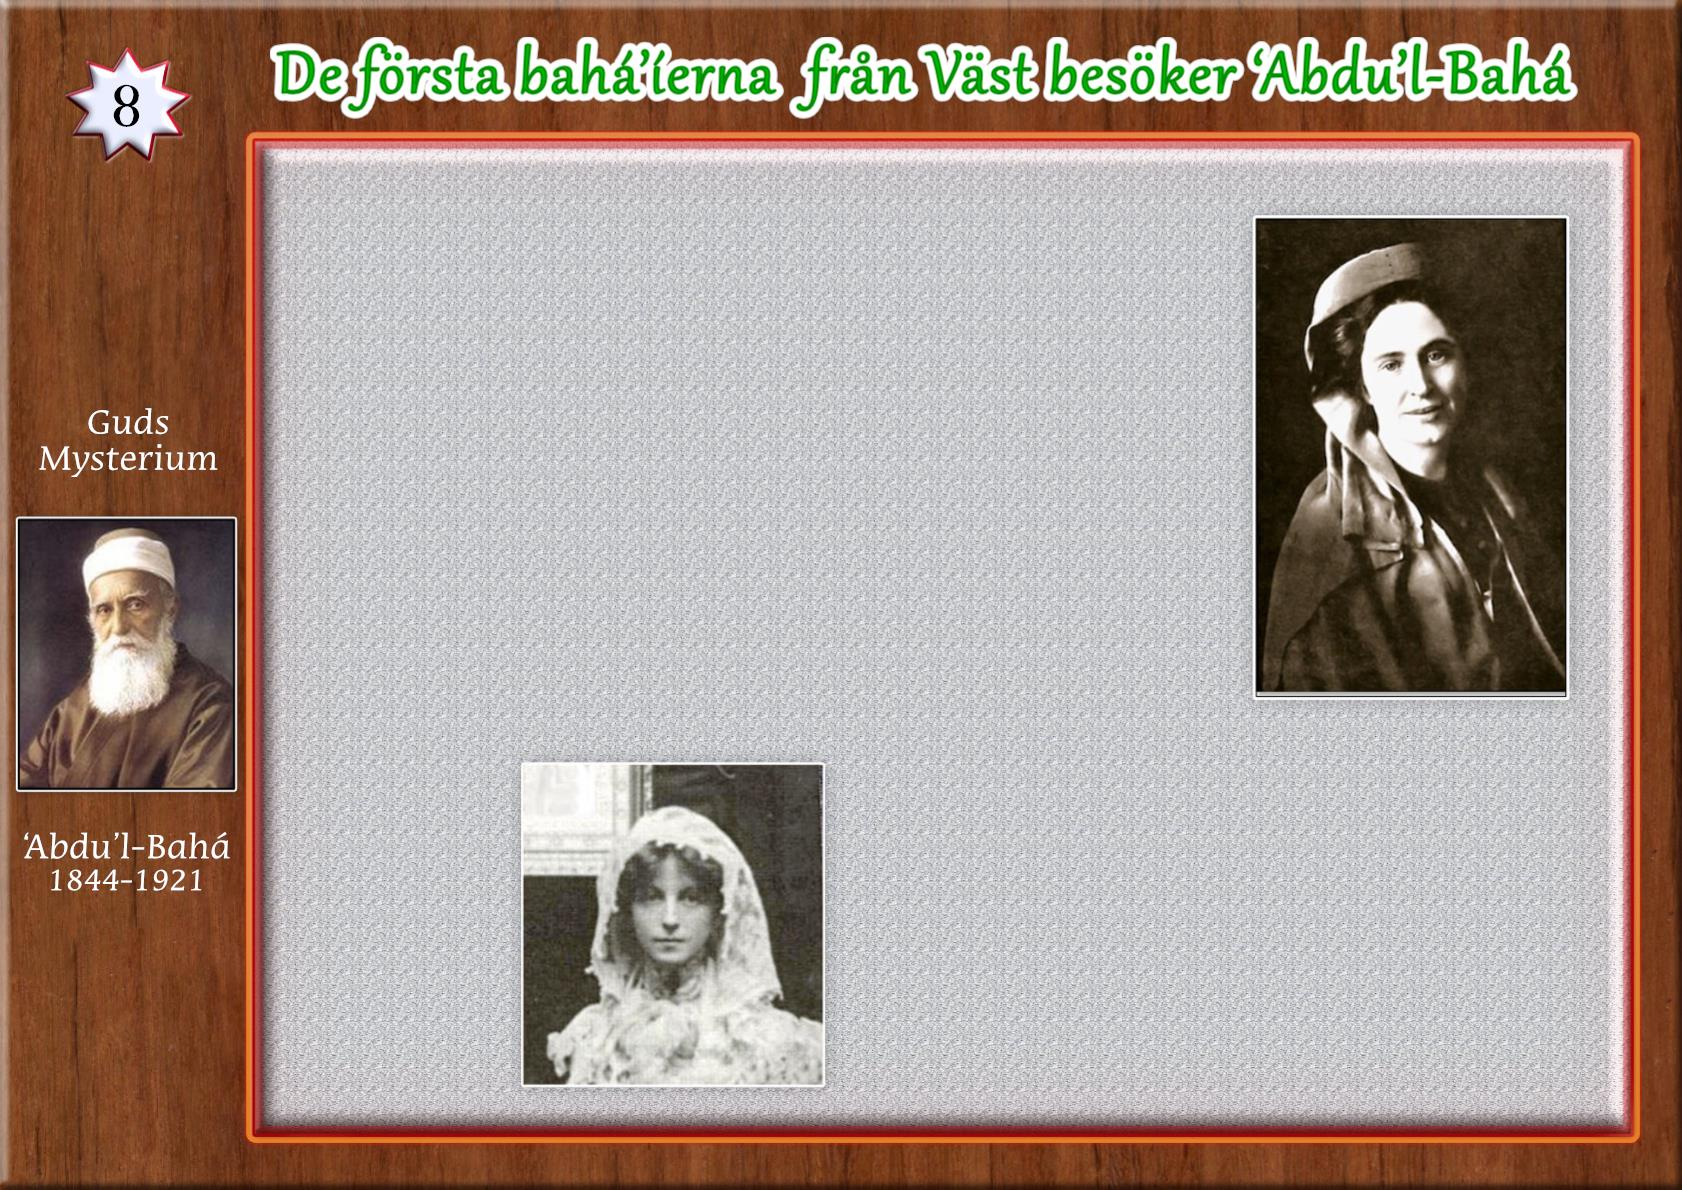 De första bahá’íerna från Väst besöker ‘Abdu’l-Bahá
8
Guds
Mysterium
‘Abdu’l-Bahá
1844-1921